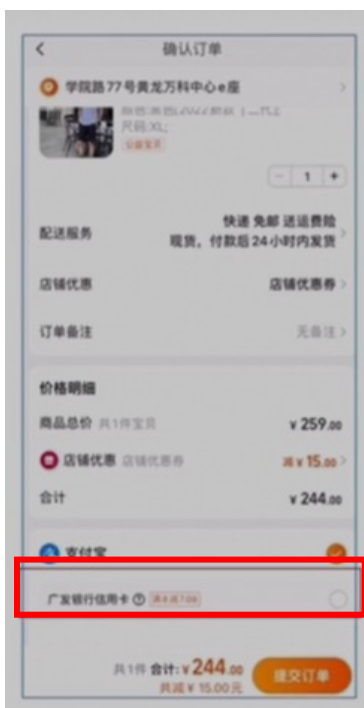 确认订单
学院路77号黄龙万科中心e座
尺码:XL;
公益宝贝
1
配送服务
快递 免邮 送运费险
现货，付款后24小时内发货
店铺优惠
店铺优惠券
订单备注
无备注
价格明细
商品总价 共1件宝贝
¥ 259.00
店铺优惠 店铺优惠券
减 ¥ 15.00
合计
¥ 244.00
支付宝
广发银行信用卡
共1件 合计: ¥ 244.00
共减 ¥ 15.00元
提交订单